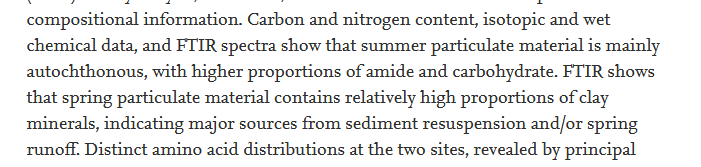 compositional information. Carbon and nitrogen content, isotopic and wet
chemical data, and FTIR spectra show that summer particulate material is mainly
autochthonous, with higher proportions of amide and carbohydrate. FTIR shows
that spring particulate material contains relatively high proportions of clay
minerals, indicating major sources from sediment resuspension and/or spring
runoff. Distinct amino acid distributions at the two sites, revealed by principal